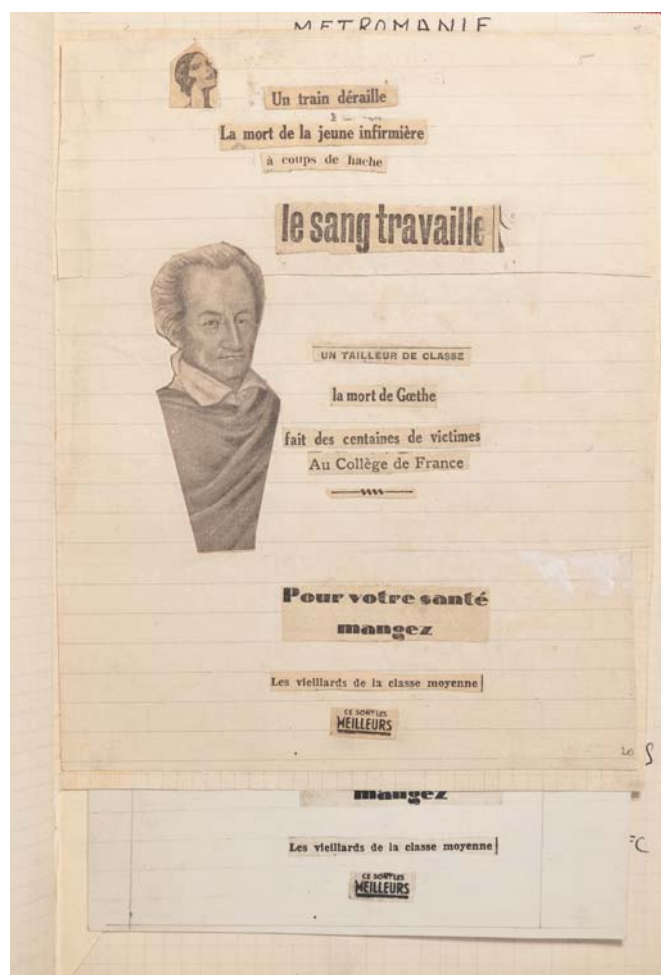 METROMANIE
5
Un train déraille
La mort de la jeune infirmière
à coups de hache
le sang travaille
UN TAILLEUR DE CLASSE
la mort de Gœthe
fait des centaines de victimes
Au Collège de France
Pour votre santé
mangez
Les vieillards de la classe moyenne
CE SONT LES
MEILLEURS
20
S
mangez
Les vieillards de la classe moyenne
FC
CE SONT LES
MEILLEURS